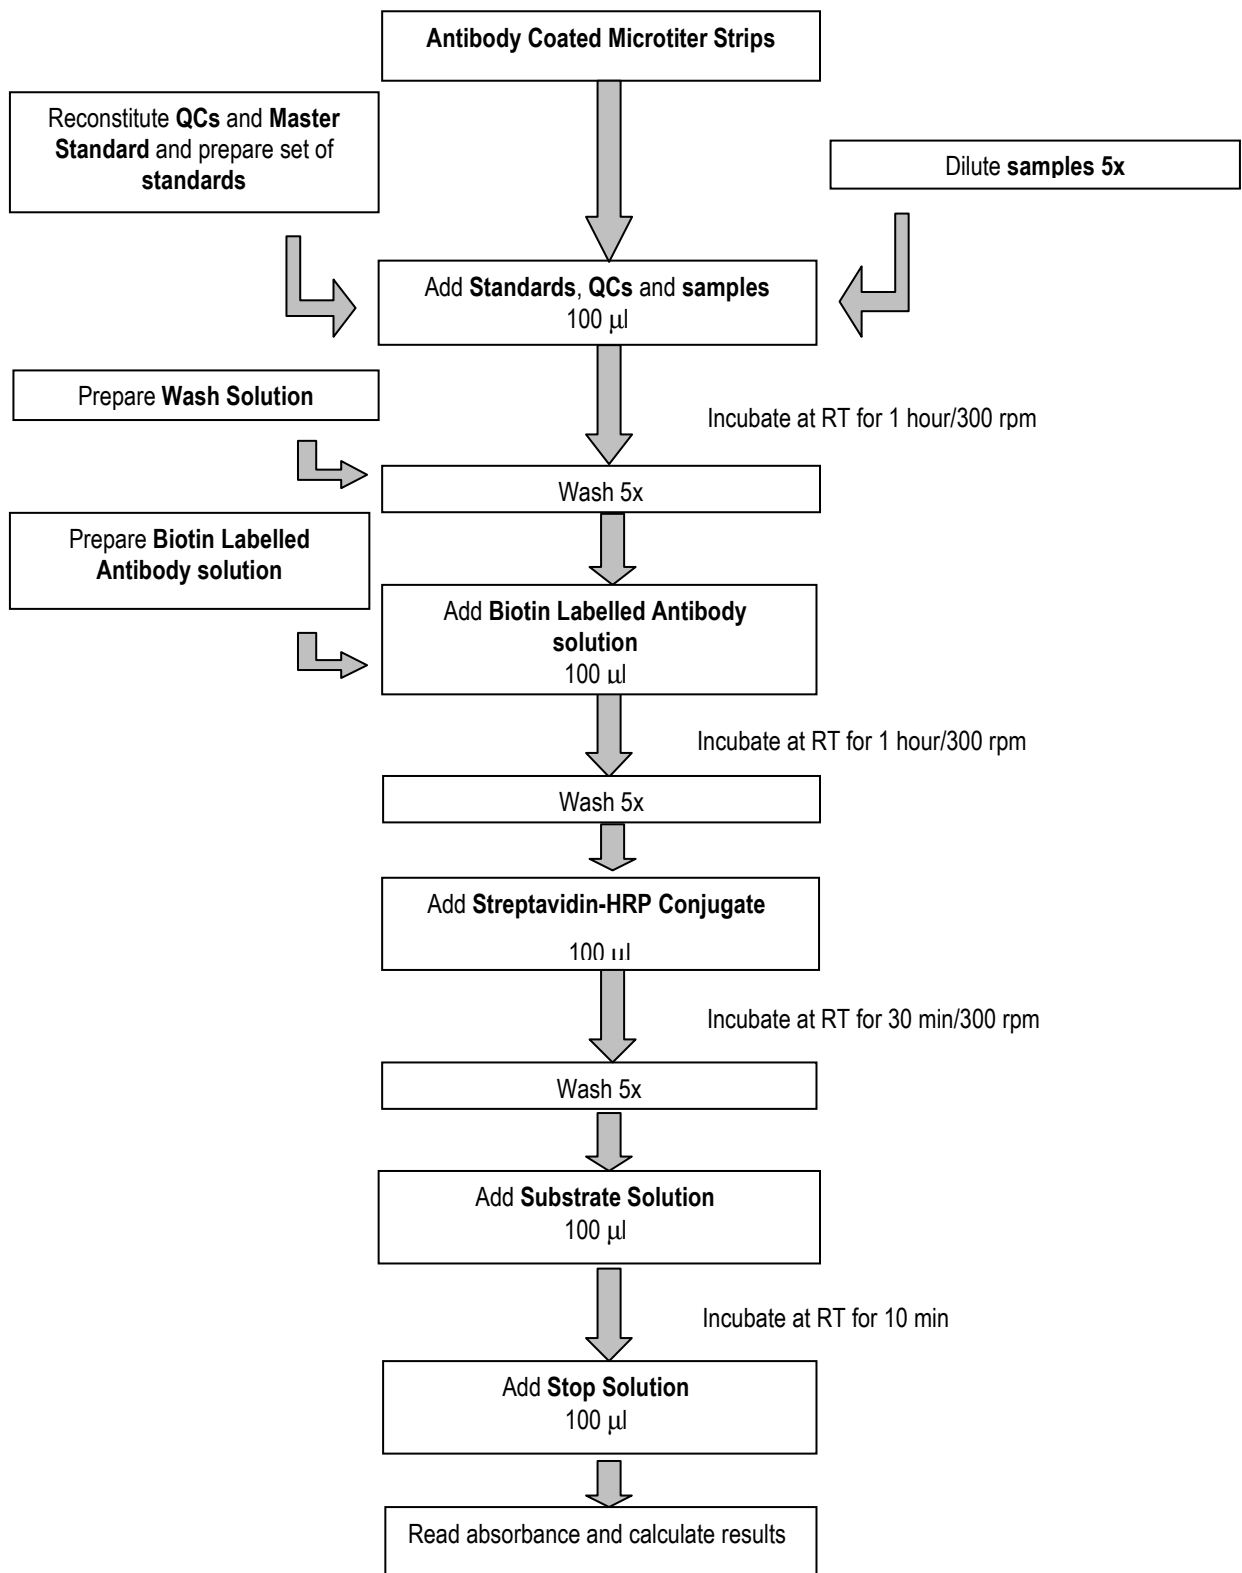 Antibody Coated Microtiter Strips
Reconstitute QCs and Master
Standard and prepare set of
standards
Dilute samples 5x
Add Standards, QCs and samples
100 µl
Prepare Wash Solution
Incubate at RT for 1 hour/300 rpm
Wash 5x
Prepare Biotin Labelled
Antibody solution
Add Biotin Labelled Antibody
solution
100 µl
Incubate at RT for 1 hour/300 rpm
Wash 5x
Add Streptavidin-HRP Conjugate
100 µl
Incubate at RT for 30 min/300 rpm
Wash 5x
Add Substrate Solution
100 µl
Incubate at RT for 10 min
Add Stop Solution
100 µl
Read absorbance and calculate results